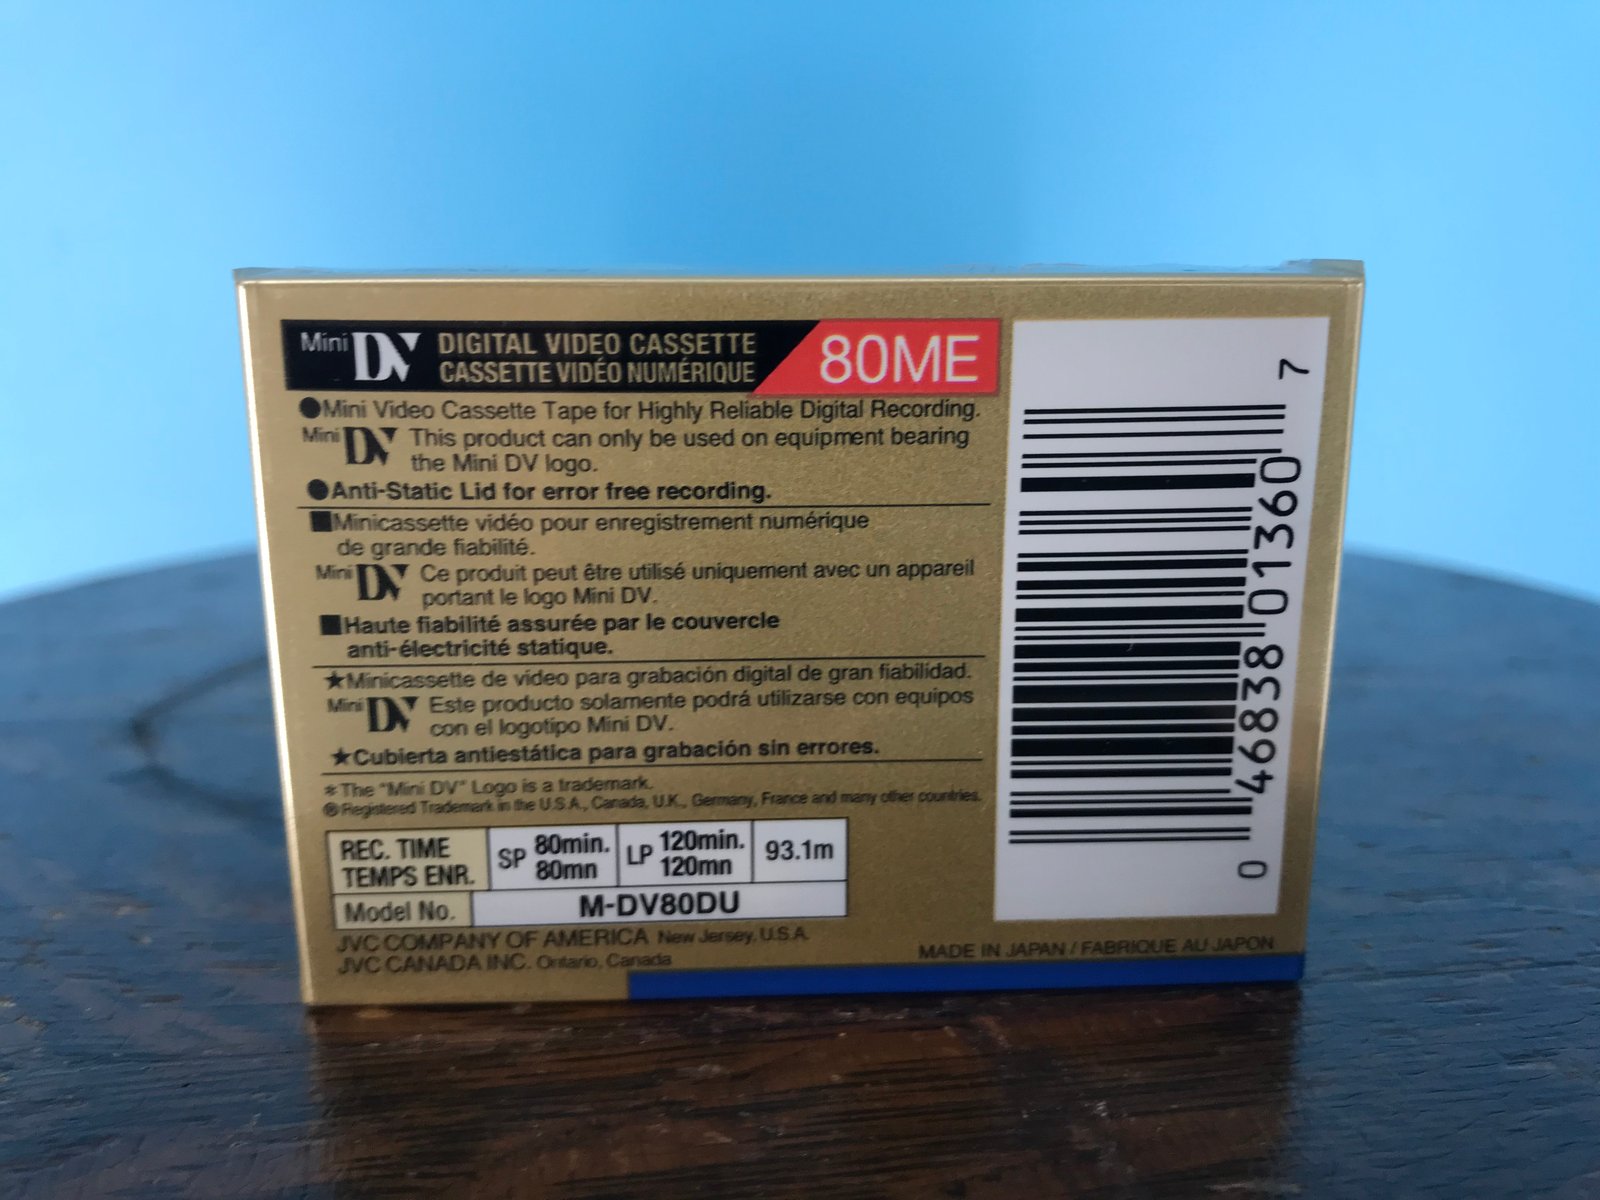 Mini DV DIGITAL VIDEO CASSETTE
CASSETTE VIDÉO NUMÉRIQUE
80ME
●Mini Video Cassette Tape for Highly Reliable Digital Recording.
Mini DV This product can only be used on equipment bearing
the Mini DV logo.
●Anti-Static Lid for error free recording.
■Minicassette vidéo pour enregistrement numérique
de grande fiabilité.
Mini DV Ce produit peut être utilisé uniquement avec un appareil
portant le logo Mini DV.
■Haute fiabilité assurée par le couvercle
anti-électricité statique.
★Minicassette de video para grabación digital de gran fiabilidad.
Mini DV Este producto solamente podrá utilizarse con equipos
con el logotipo Mini DV.
★Cubierta antiestática para grabación sin errores.
* The "Mini DV" Logo is a trademark.
® Registered Trademark in the U.S.A., Canada, U.K., Germany, France and many other countries.
REC. TIME
TEMPS ENR.
SP 80min.
80mn
LP 120min.
120mn
93.1m
Model No. M-DV80DU
JVC COMPANY OF AMERICA New Jersey, U.S.A.
JVC CANADA INC. Ontario, Canada
MADE IN JAPAN / FABRIQUE AU JAPON
0 46838 01360 7